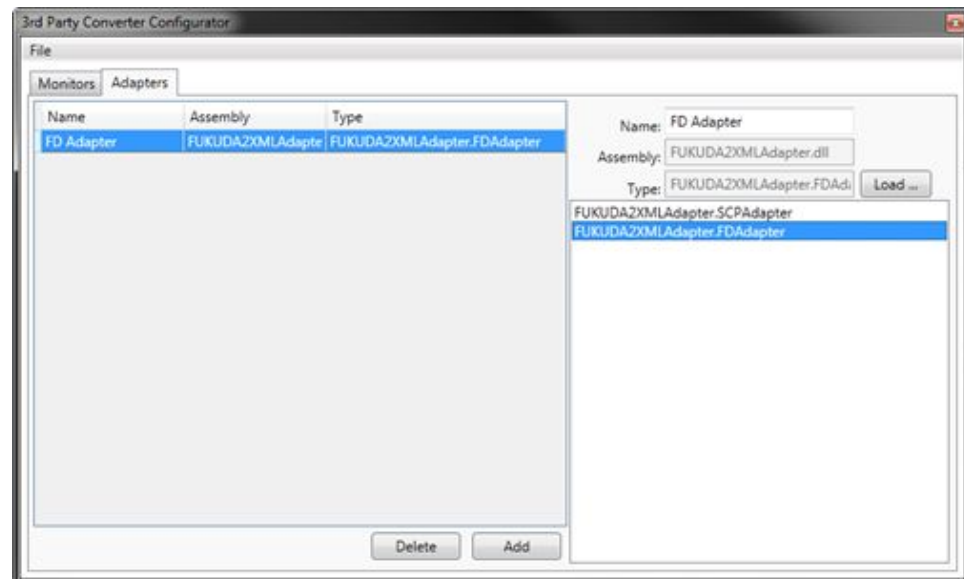 3rd Party Converter Configurator
File
Monitors Adapters
Name Assembly Type
FD Adapter FUKUDA2XMLAdapte FUKUDA2XMLAdapter.FDAdapter
Name: FD Adapter
Assembly: FUKUDA2XMLAdapter.dll
Type: FUKUDA2XMLAdapter.FDAd Load ...
FUKUDA2XMLAdapter.SCPAdapter
FUKUDA2XMLAdapter.FDAdapter
Delete Add